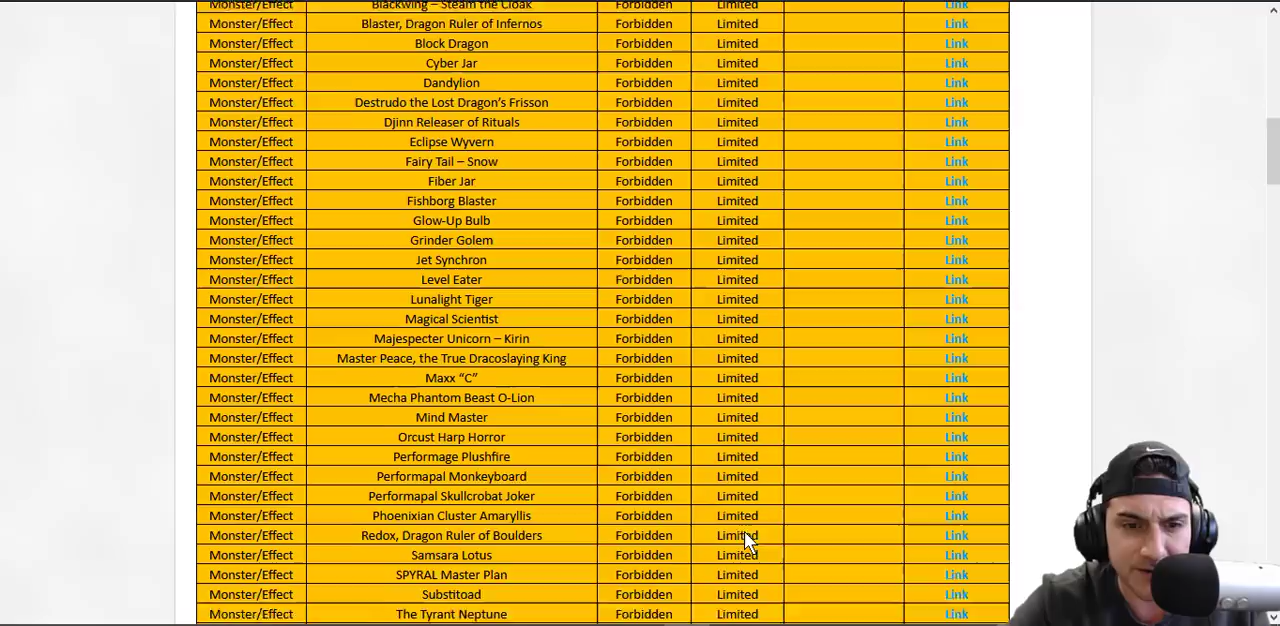 Monster/Effect Blackwing – Steam the Cloak Forbidden Limited Link
Monster/Effect Blaster, Dragon Ruler of Infernos Forbidden Limited Link
Monster/Effect Block Dragon Forbidden Limited Link
Monster/Effect Cyber Jar Forbidden Limited Link
Monster/Effect Dandylion Forbidden Limited Link
Monster/Effect Destrudo the Lost Dragon’s Frisson Forbidden Limited Link
Monster/Effect Djinn Releaser of Rituals Forbidden Limited Link
Monster/Effect Eclipse Wyvern Forbidden Limited Link
Monster/Effect Fairy Tail – Snow Forbidden Limited Link
Monster/Effect Fiber Jar Forbidden Limited Link
Monster/Effect Fishborg Blaster Forbidden Limited Link
Monster/Effect Glow-Up Bulb Forbidden Limited Link
Monster/Effect Grinder Golem Forbidden Limited Link
Monster/Effect Jet Synchron Forbidden Limited Link
Monster/Effect Level Eater Forbidden Limited Link
Monster/Effect Lunalight Tiger Forbidden Limited Link
Monster/Effect Magical Scientist Forbidden Limited Link
Monster/Effect Majespecter Unicorn – Kirin Forbidden Limited Link
Monster/Effect Master Peace, the True Dracoslaying King Forbidden Limited Link
Monster/Effect Maxx “C” Forbidden Limited Link
Monster/Effect Mecha Phantom Beast O-Lion Forbidden Limited Link
Monster/Effect Mind Master Forbidden Limited Link
Monster/Effect Orcust Harp Horror Forbidden Limited Link
Monster/Effect Performage Plushfire Forbidden Limited Link
Monster/Effect Performapal Monkeyboard Forbidden Limited Link
Monster/Effect Performapal Skullcrobat Joker Forbidden Limited Link
Monster/Effect Phoenixian Cluster Amaryllis Forbidden Limited Link
Monster/Effect Redox, Dragon Ruler of Boulders Forbidden Limited Link
Monster/Effect Samsara Lotus Forbidden Limited Link
Monster/Effect SPYRAL Master Plan Forbidden Limited Link
Monster/Effect Substitoad Forbidden Limited Link
Monster/Effect The Tyrant Neptune Forbidden Limited Link